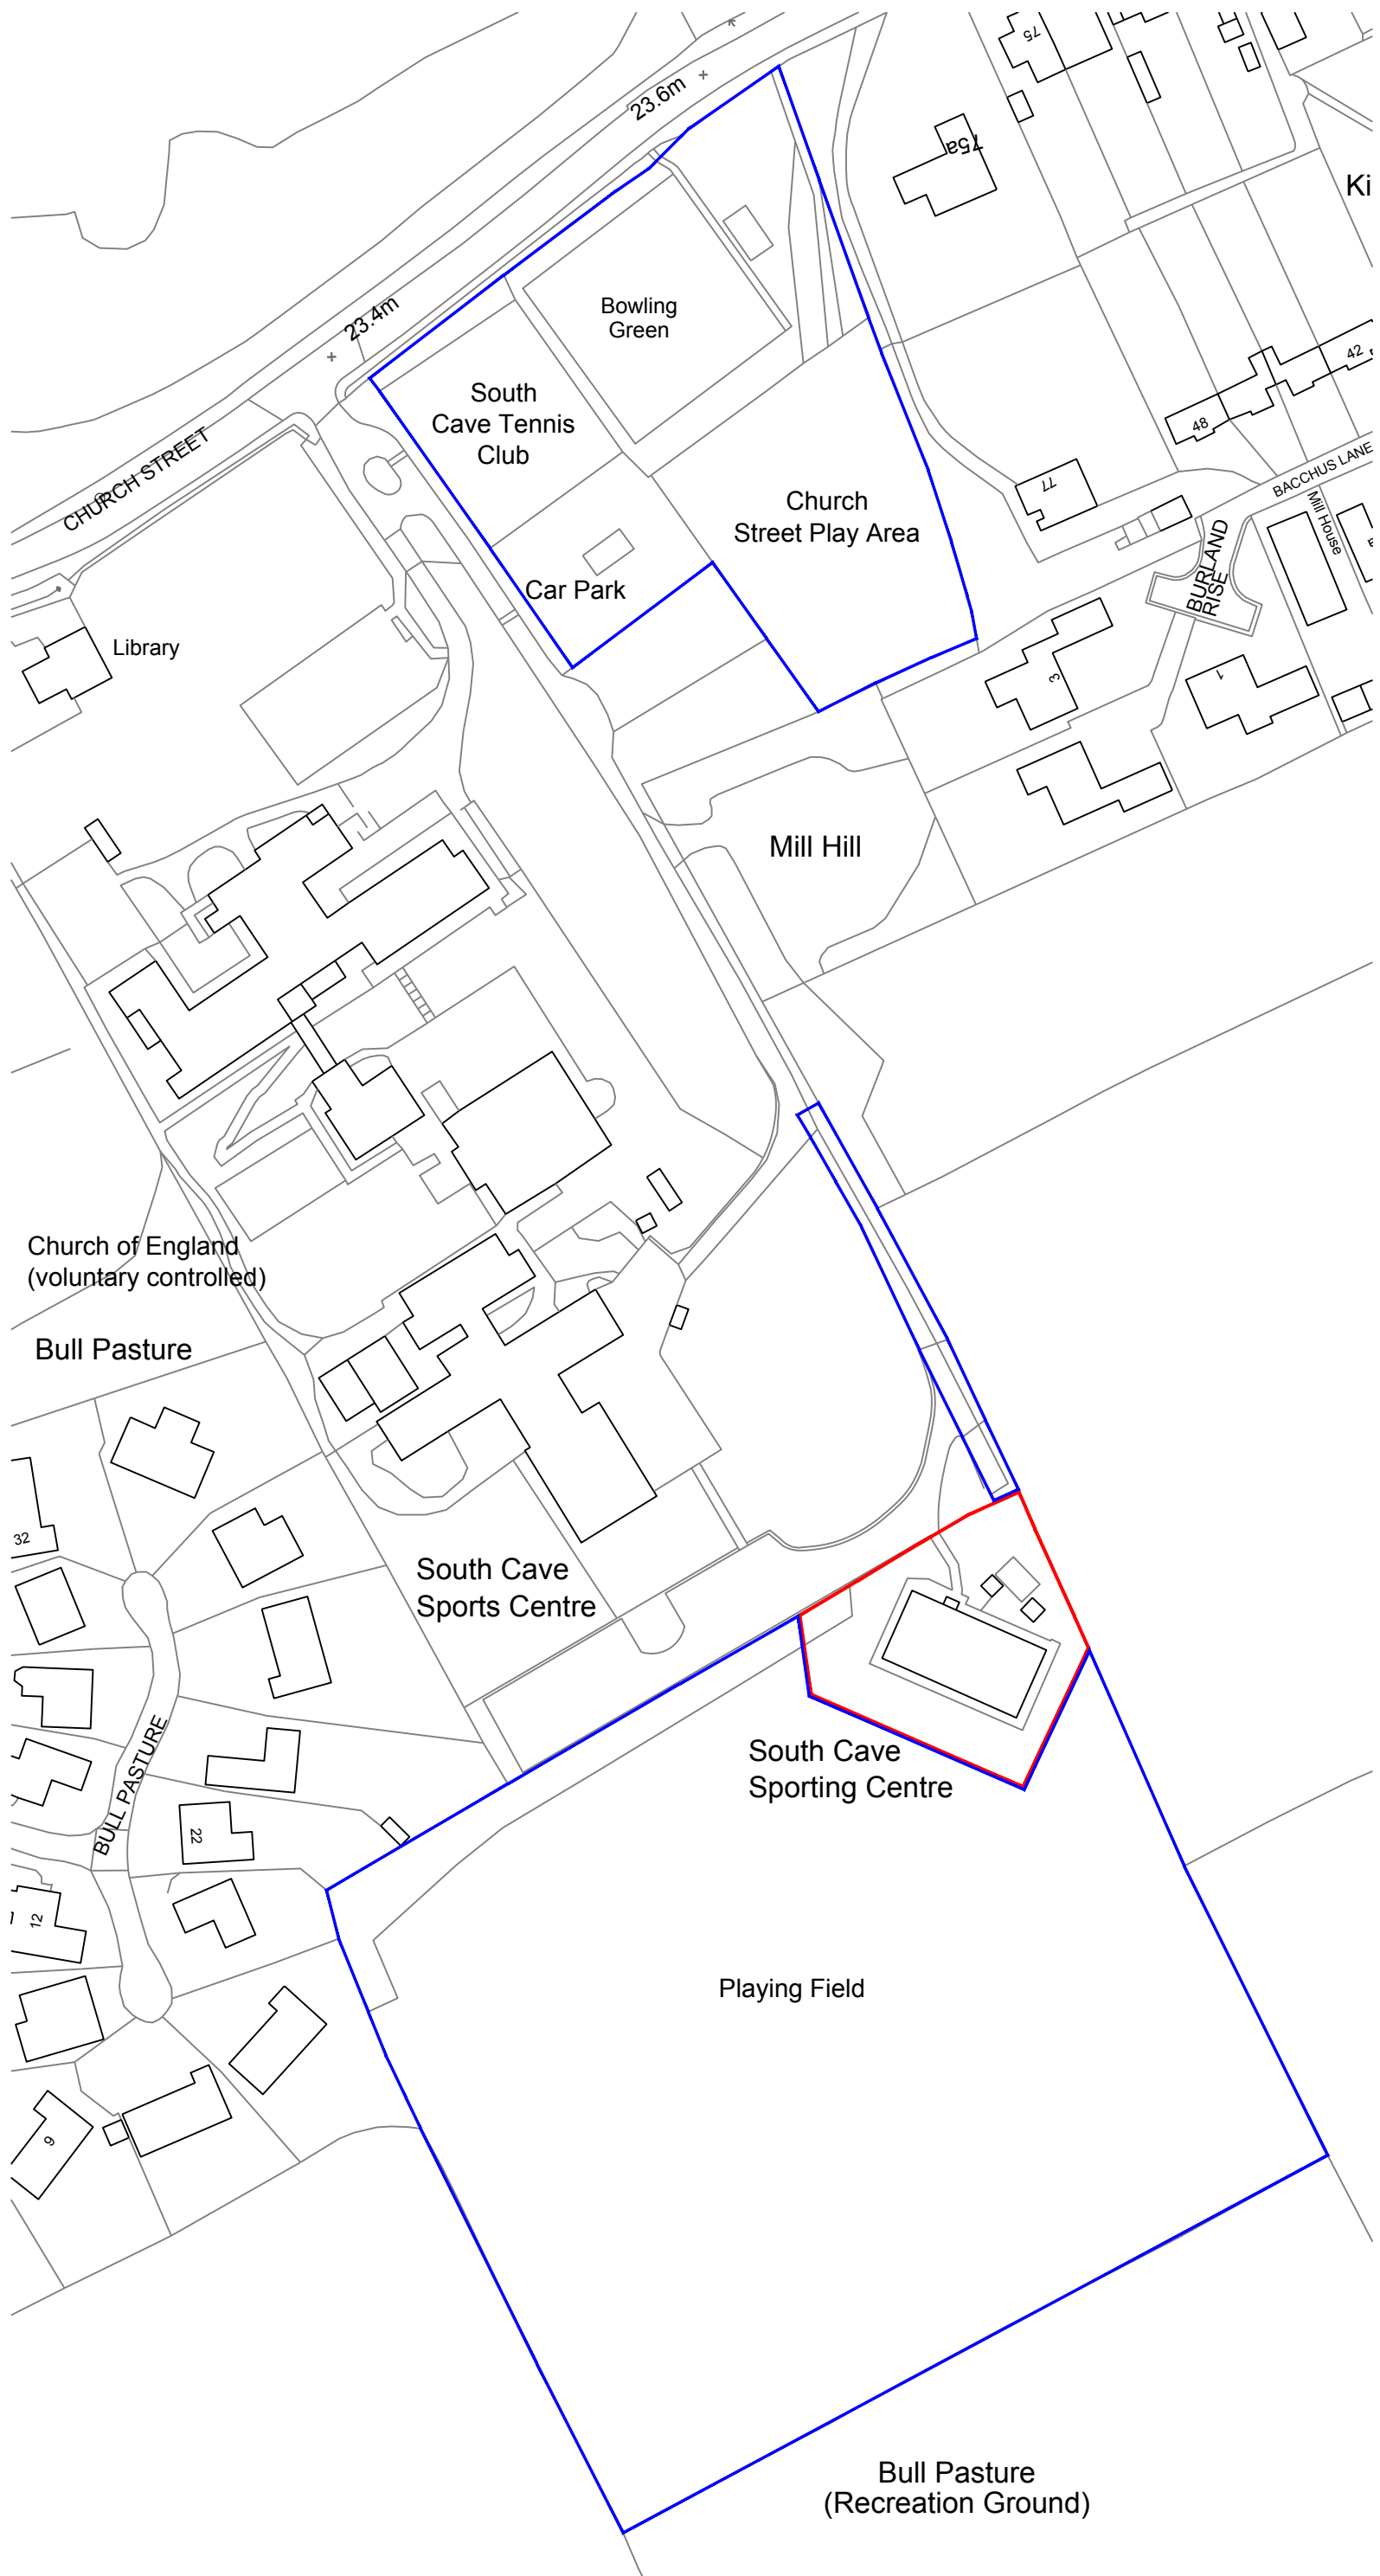 75
23.6m
75a
Ki
Bowling
Green
23.4m
42
South
Cave Tennis
Club
48
CHURCH STREET
BACCHUS LANE
77
Church
Street Play Area
Mill House
BURLAND
RISE
Car Park
Library
3
1
Mill Hill
Church of England
(voluntary controlled)
Bull Pasture
32
South Cave
Sports Centre
South Cave
Sporting Centre
BULL PASTURE
22
12
Playing Field
9
Bull Pasture
(Recreation Ground)